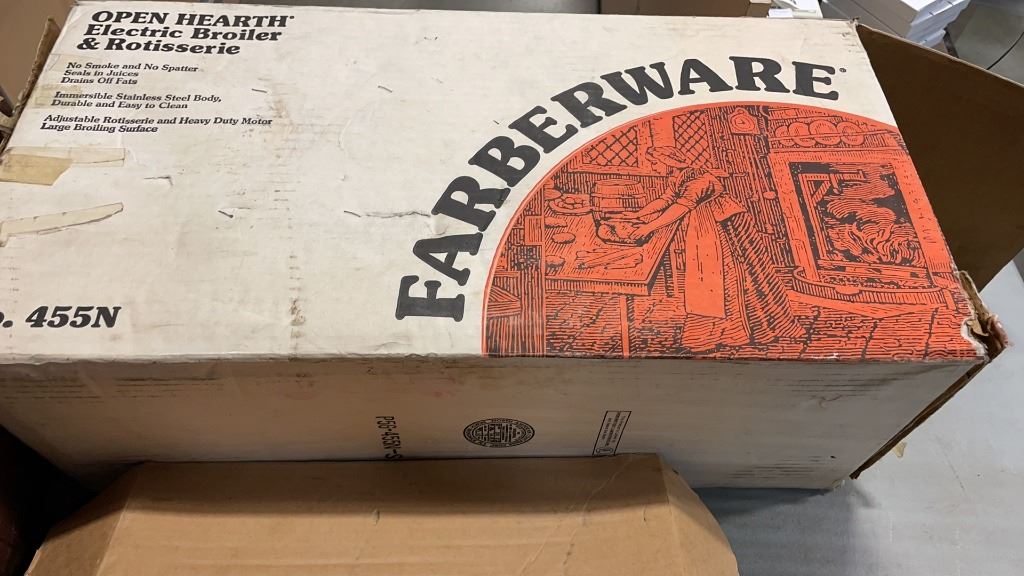 OPEN HEARTH®
Electric Broiler
& Rotisserie
No Smoke and No Spatter
Seals in Juices
Drains Off Fats
Immersible Stainless Steel Body,
Durable and Easy to Clean
Adjustable Rotisserie and Heavy Duty Motor
Large Broiling Surface
FARBERWARE®
. 455N